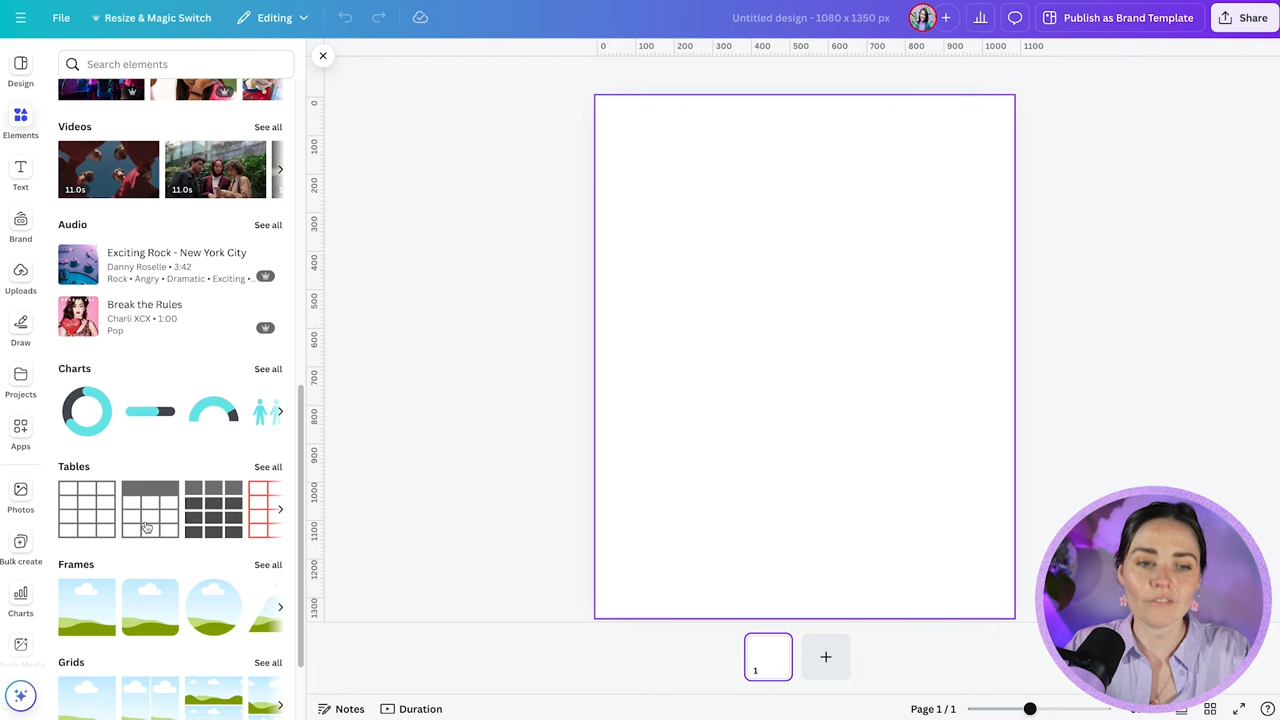 File
Resize & Magic Switch
Editing
Untitled design - 1080 x 1350 px
Publish as Brand Template
Share
Design
Elements
Text
Brand
Uploads
Draw
Projects
Apps
Photos
Bulk create
Charts
Search elements
Videos
See all
11.0s
11.0s
Audio
See all
Exciting Rock - New York City
Danny Roselle • 3:42
Rock • Angry • Dramatic • Exciting •...
Break the Rules
Charli XCX • 1:00
Pop
Charts
See all
Tables
See all
Frames
See all
Grids
See all
0 100 200 300 400 500 600 700 800 900 1000 1100
0
100
200
300
400
500
600
700
800
900
1000
1100
1200
1300
1
+
Notes
Duration
Page 1 / 1